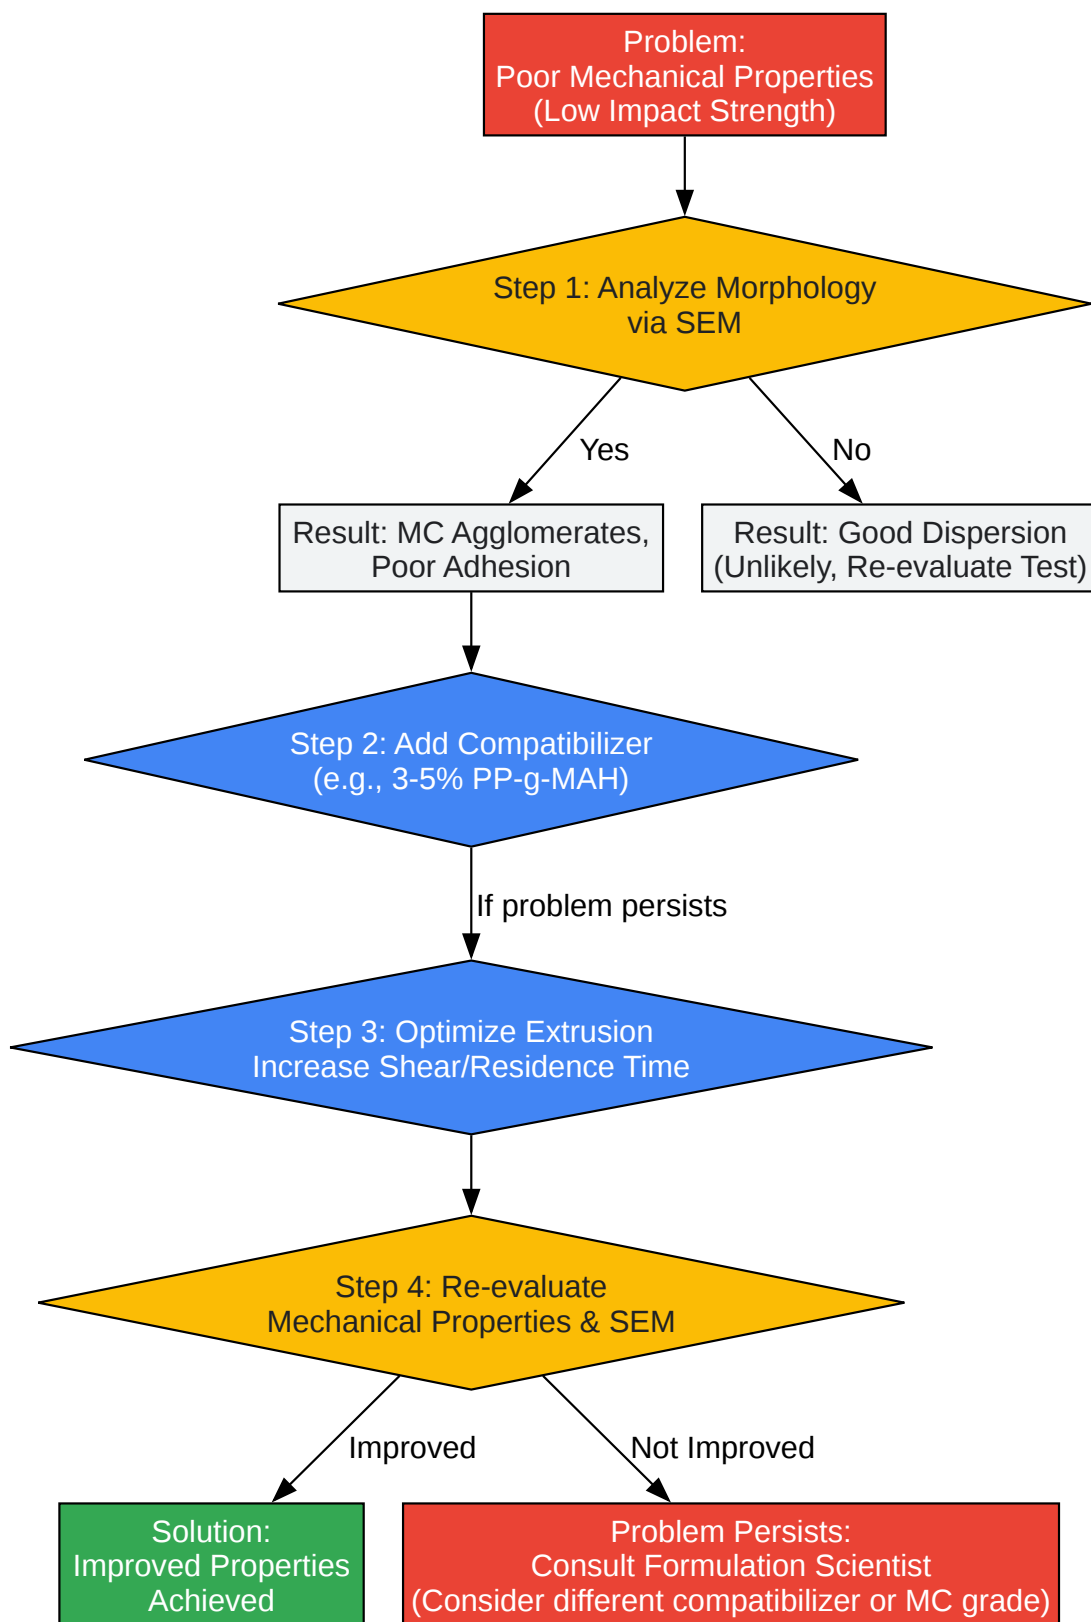 Problem:
Poor Mechanical Properties
(Low Impact Strength)
Step 1: Analyze Morphology
via SEM
Yes
No
Result: MC Agglomerates,
Poor Adhesion
Result: Good Dispersion
(Unlikely, Re-evaluate Test)
Step 2: Add Compatibilizer
(e.g., 3-5% PP-g-MAH)
If problem persists
Step 3: Optimize Extrusion
Increase Shear/Residence Time
Step 4: Re-evaluate
Mechanical Properties & SEM
Improved
Not Improved
Solution:
Improved Properties
Achieved
Problem Persists:
Consult Formulation Scientist
(Consider different compatibilizer or MC grade)